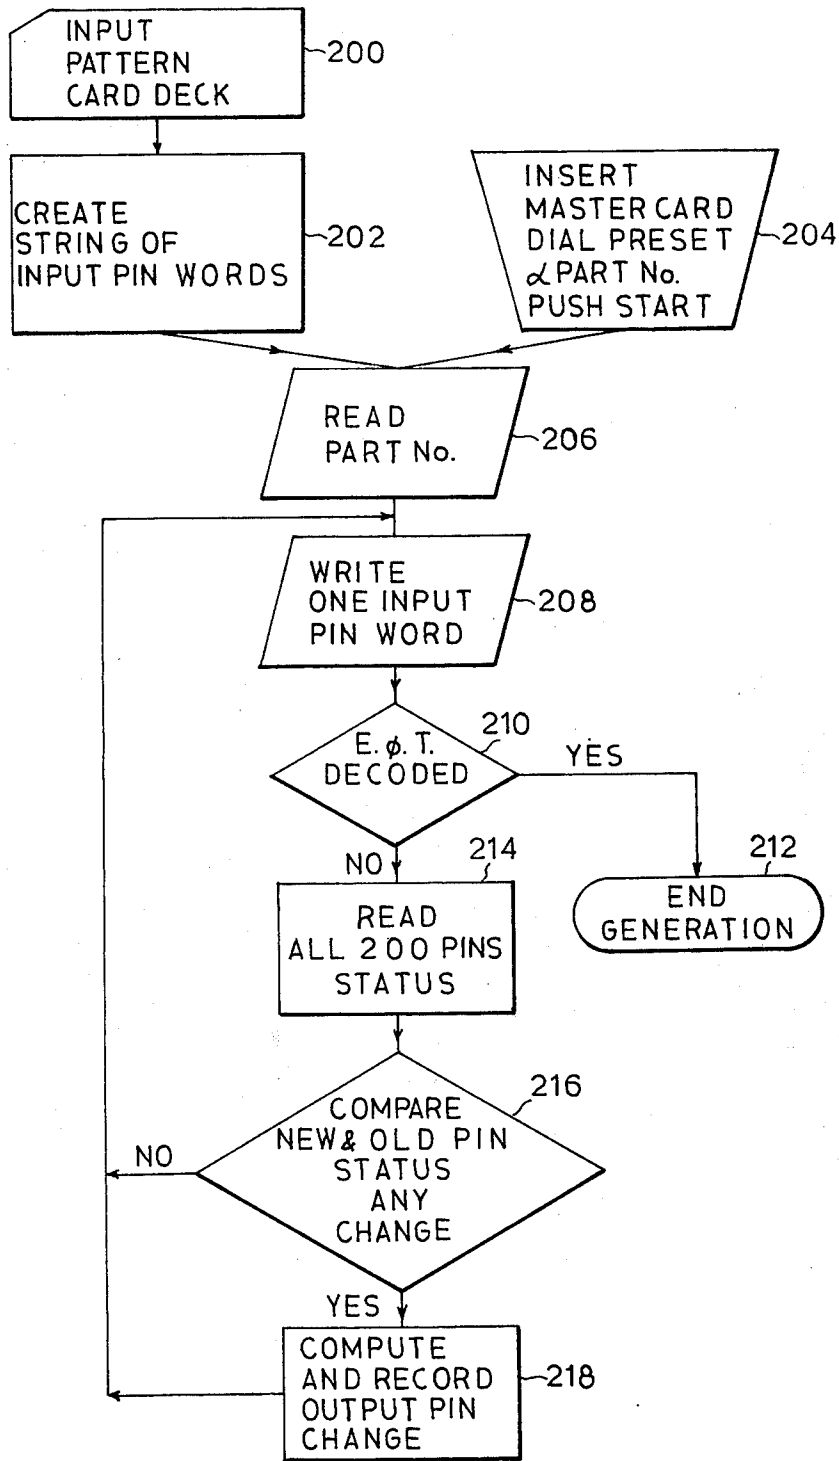 INPUT
PATTERN
CARD DECK
200
CREATE
STRING OF
INPUT PIN WORDS
202
INSERT
MASTER CARD
DIAL PRESET
& PART No.
PUSH START
204
READ
PART No.
206
WRITE
ONE INPUT
PIN WORD
208
E.ø.T.
DECODED
210
YES
212
END
GENERATION
NO
214
READ
ALL 200 PINS
STATUS
216
COMPARE
NEW & OLD PIN
STATUS
ANY
CHANGE
NO
YES
COMPUTE
AND RECORD
OUTPUT PIN
CHANGE
218